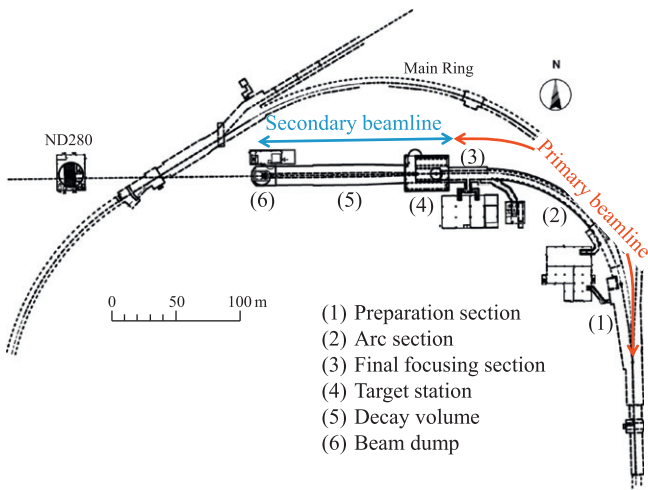 N
Main Ring
ND280
Secondary beamline
Primary beamline
(3)
(6)
(5)
(4)
(2)
(1)
0 50 100 m
(1) Preparation section
(2) Arc section
(3) Final focusing section
(4) Target station
(5) Decay volume
(6) Beam dump